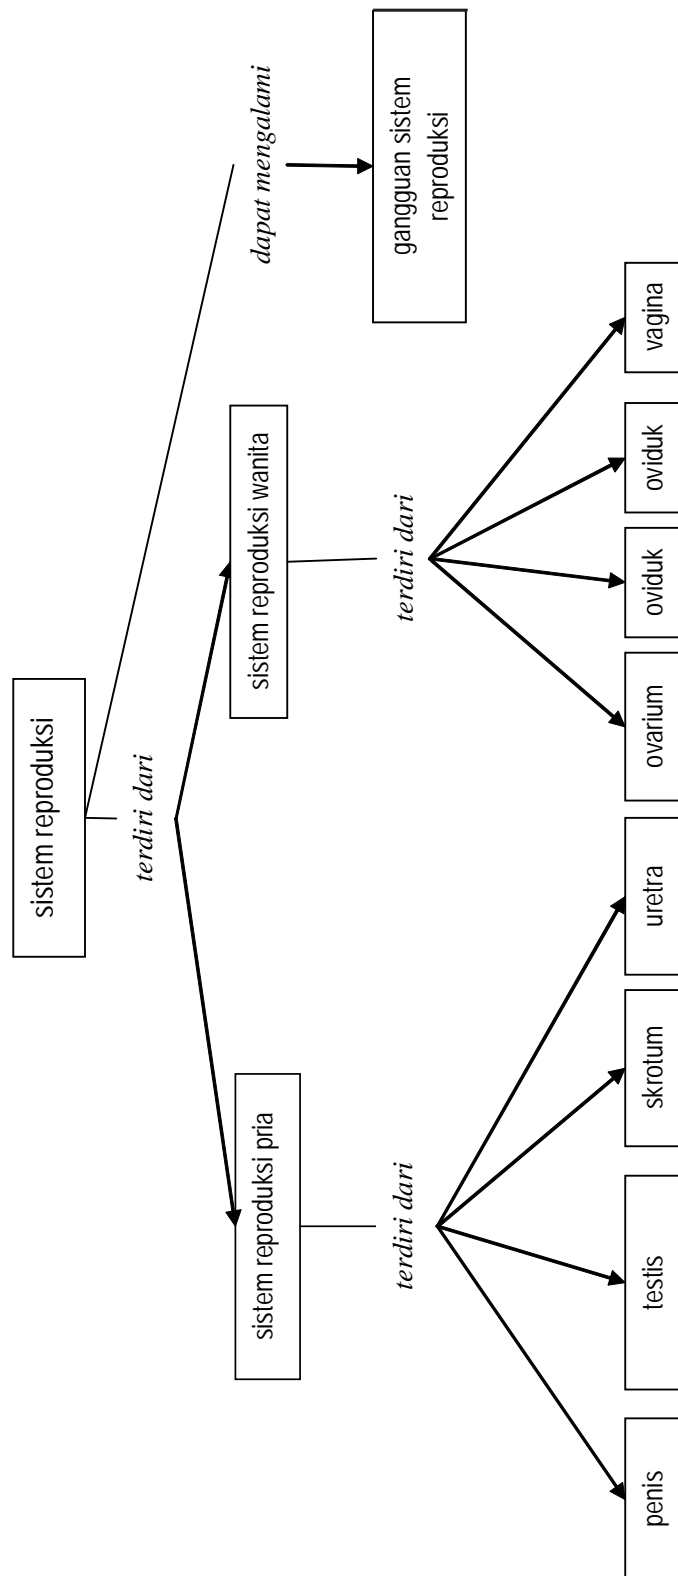 sistem reproduksi
terdiri dari
dapat mengalami
sistem reproduksi pria
sistem reproduksi wanita
gangguan sistem
reproduksi
terdiri dari
terdiri dari
penis
testis
skrotum
uretra
ovarium
oviduk
oviduk
vagina